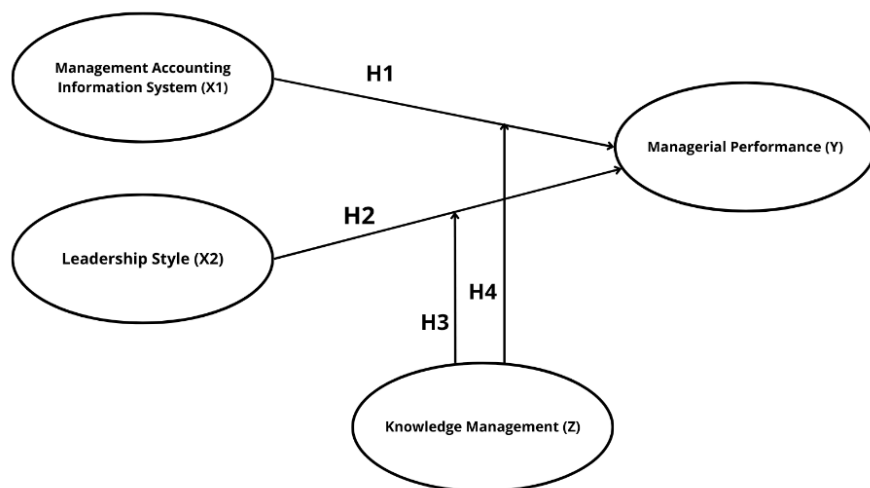 Management Accounting
Information System (X1)
H1
Managerial Performance (Y)
Leadership Style (X2)
H2
H3
H4
Knowledge Management (Z)